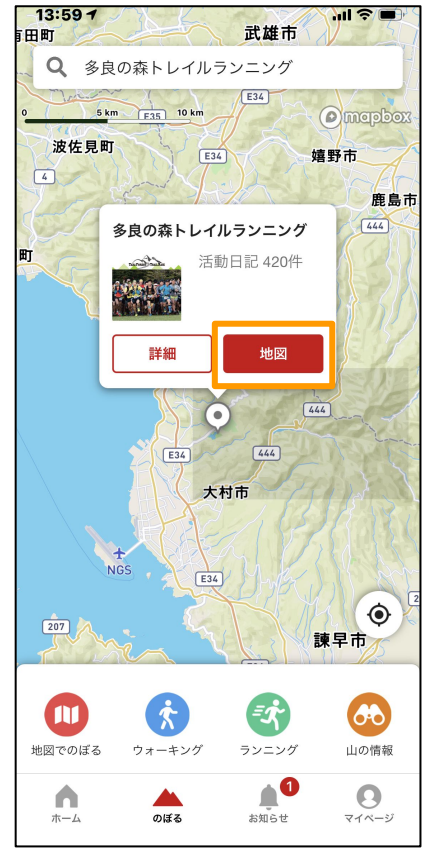 13:59
有田町
武雄市
多良の森トレイルランニング
0 5 km 10 km
E35
E34
mapbox
波佐見町
E34
嬉野市
4
鹿島市
444
町
多良の森トレイルランニング
活動日記 420件
詳細
地図
444
E34
444
大村市
NGS
E34
207
2
諫早市
地図でのぼる
ウォーキング
ランニング
山の情報
1
ホーム
のぼる
お知らせ
マイページ